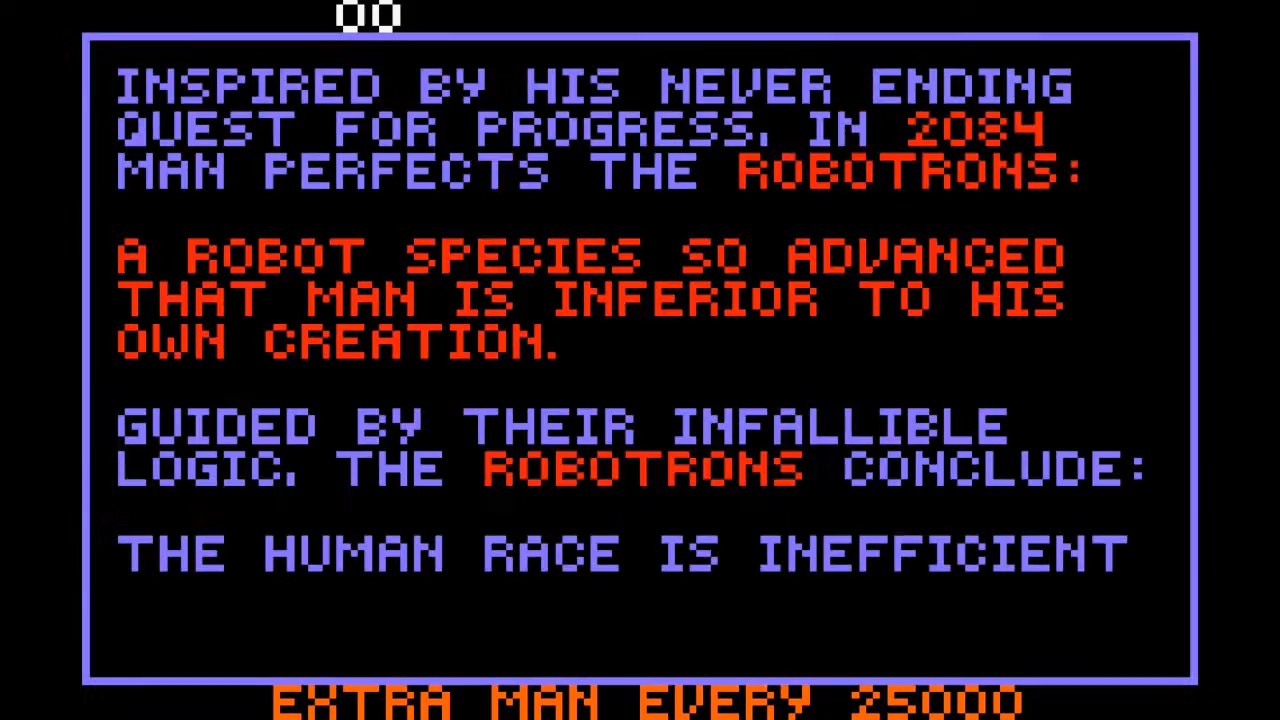 00
INSPIRED BY HIS NEVER ENDING
QUEST FOR PROGRESS, IN 2084
MAN PERFECTS THE ROBOTRONS:
A ROBOT SPECIES SO ADVANCED
THAT MAN IS INFERIOR TO HIS
OWN CREATION.
GUIDED BY THEIR INFALLIBLE
LOGIC, THE ROBOTRONS CONCLUDE:
THE HUMAN RACE IS INEFFICIENT
EXTRA MAN EVERY 25000